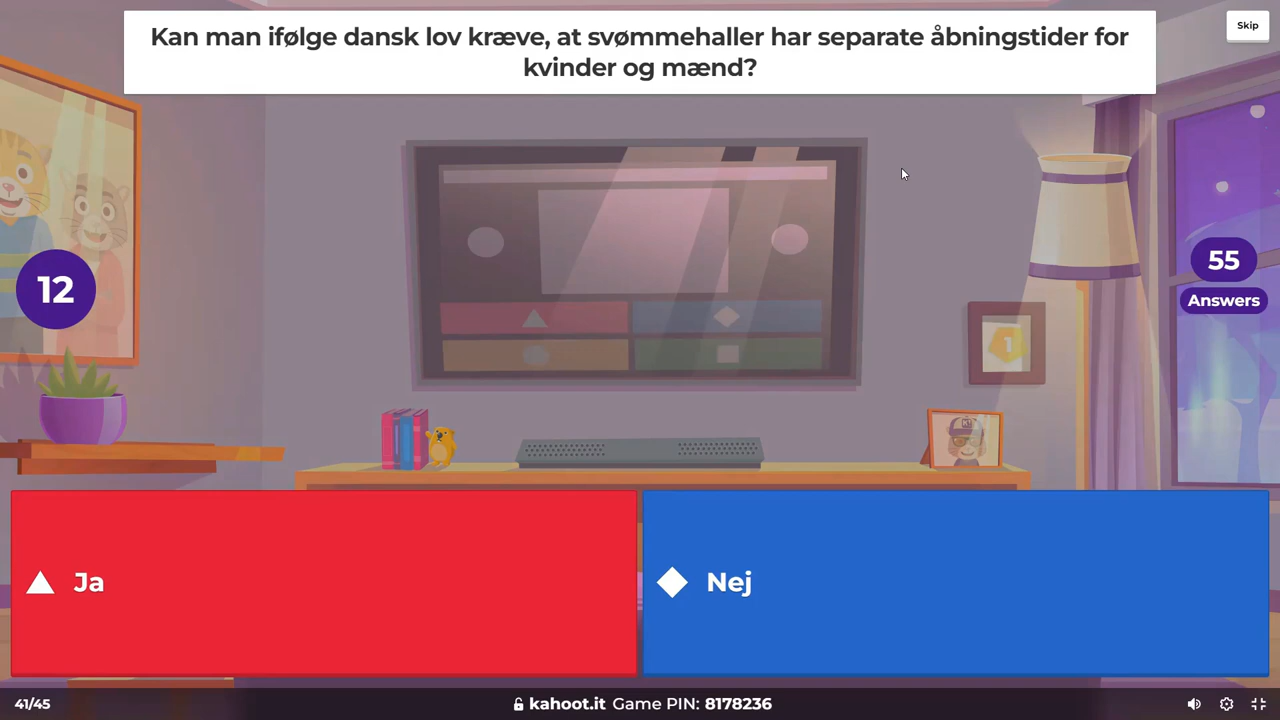 Kan man ifølge dansk lov kræve, at svømmehaller har separate åbningstider for
kvinder og mænd?
Skip
12
55
Answers
1
Ja
Nej
41/45
kahoot.it Game PIN: 8178236